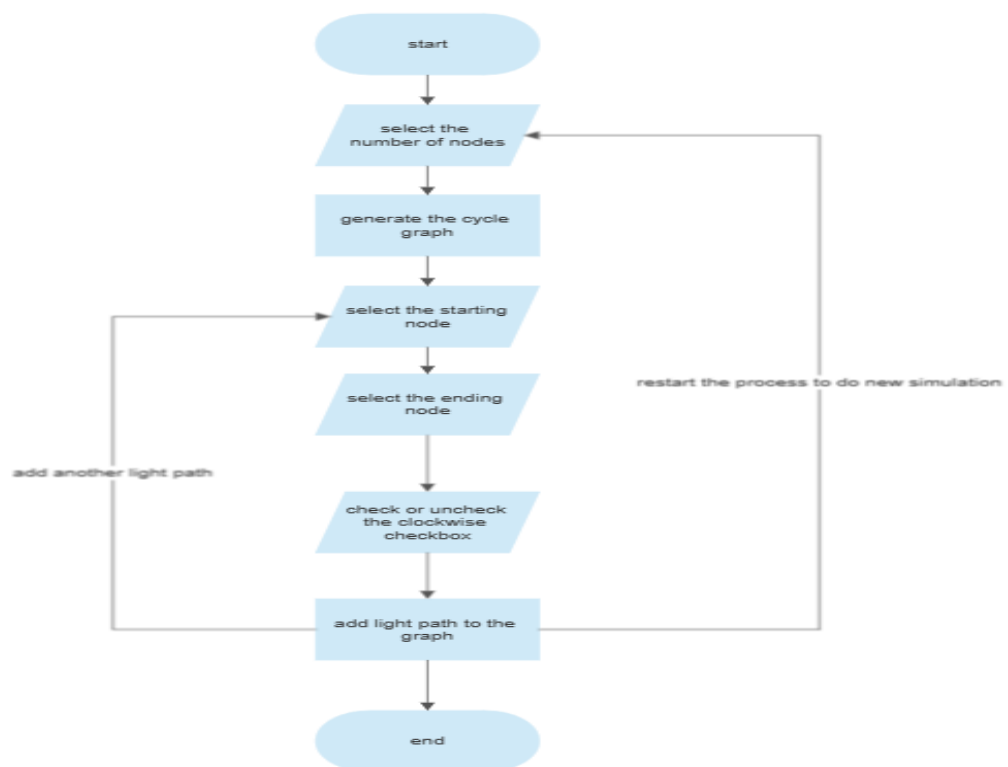 start
select the
number of nodes
generate the cycle
graph
select the starting
node
select the ending
node
restart the process to do new simulation
add another light path
check or uncheck
the clockwise
checkbox
add light path to the
graph
end